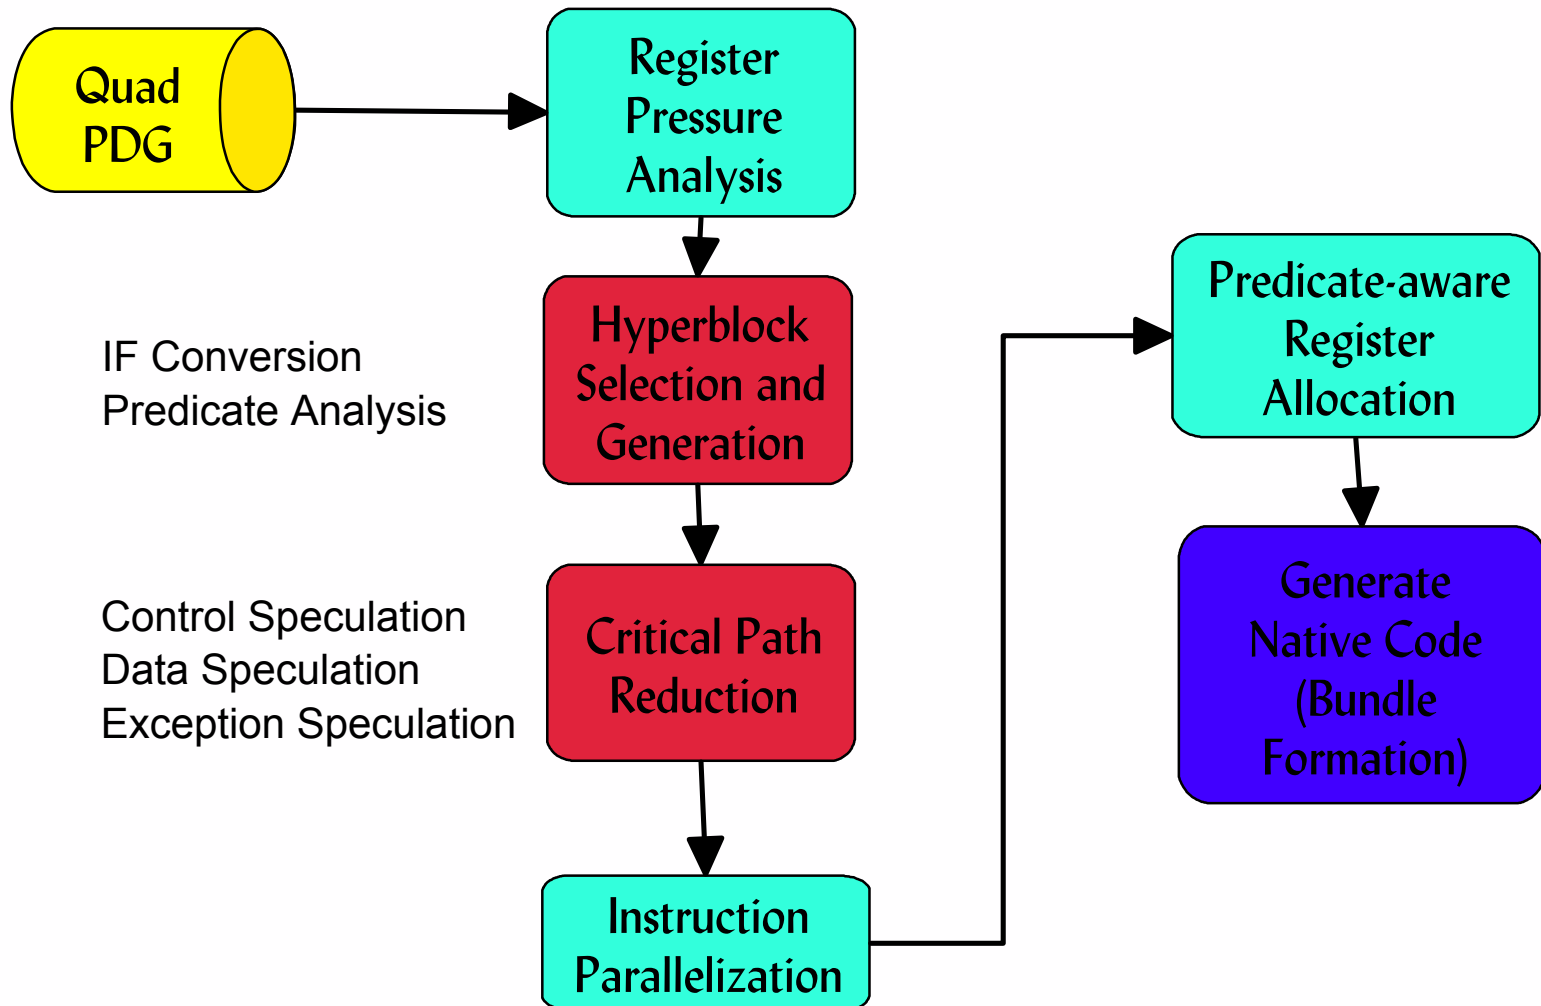 Quad
PDG
Register
Pressure
Analysis
IF Conversion
Predicate Analysis
Hyperblock
Selection and
Generation
Control Speculation
Data Speculation
Exception Speculation
Critical Path
Reduction
Instruction
Parallelization
Predicate-aware
Register
Allocation
Generate
Native Code
(Bundle
Formation)